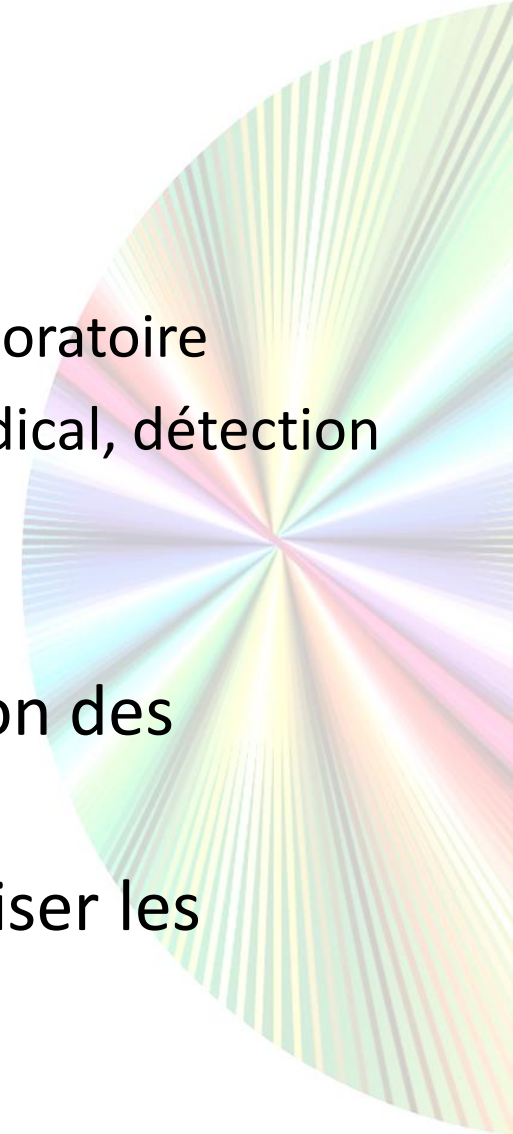 oratoire
dical, détection
on des
iser les